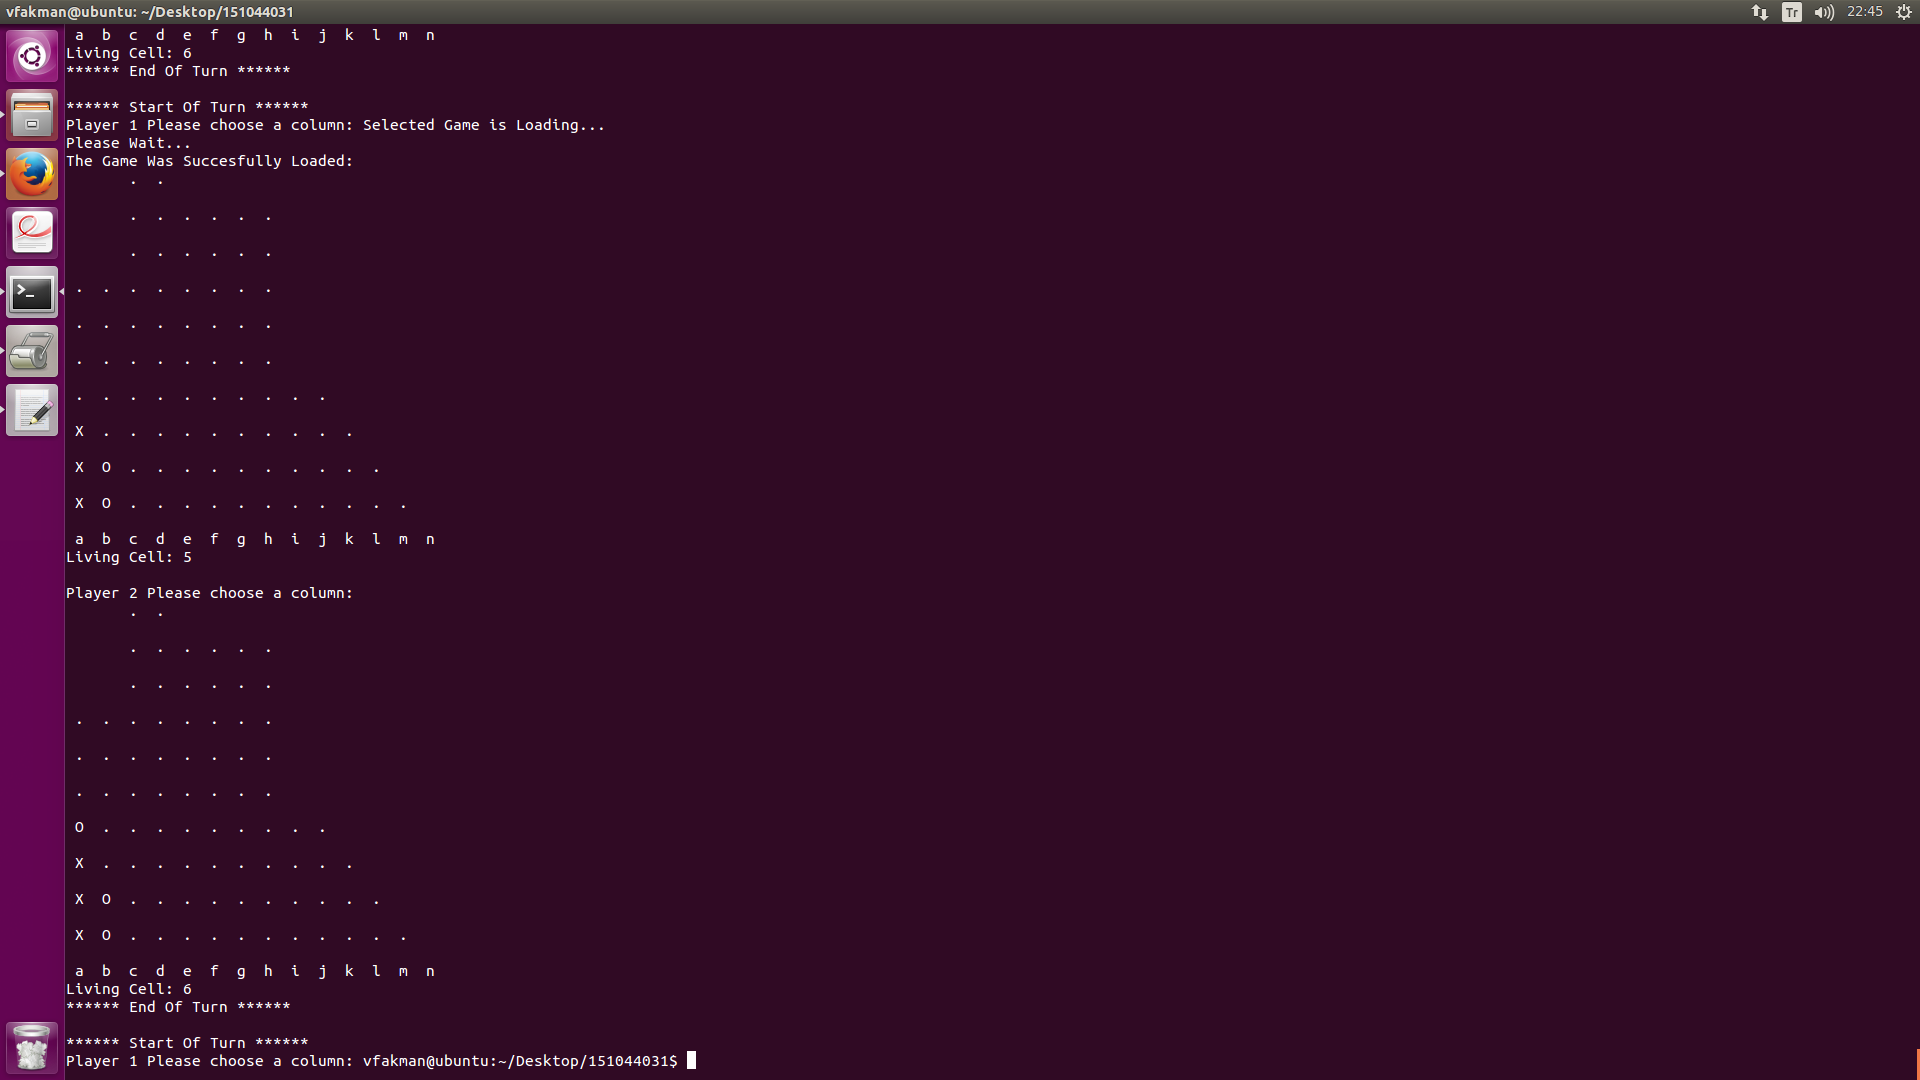 vfakman@ubuntu: ~/Desktop/151044031 Tr 22:45
a b c d e f g h i j k l m n
Living Cell: 6
****** End Of Turn ******
****** Start Of Turn ******
Player 1 Please choose a column: Selected Game is Loading...
Please Wait...
The Game Was Succesfully Loaded:
. .
. . . . . .
. . . . . .
. . . . . . . .
. . . . . . . .
. . . . . . . .
. . . . . . . . . .
X . . . . . . . . . .
X O . . . . . . . . . .
X O . . . . . . . . . . .
a b c d e f g h i j k l m n
Living Cell: 5
Player 2 Please choose a column:
. .
. . . . . .
. . . . . .
. . . . . . . .
. . . . . . . .
. . . . . . . .
O . . . . . . . . .
X . . . . . . . . . .
X O . . . . . . . . . .
X O . . . . . . . . . . .
a b c d e f g h i j k l m n
Living Cell: 6
****** End Of Turn ******
****** Start Of Turn ******
Player 1 Please choose a column: vfakman@ubuntu:~/Desktop/151044031$